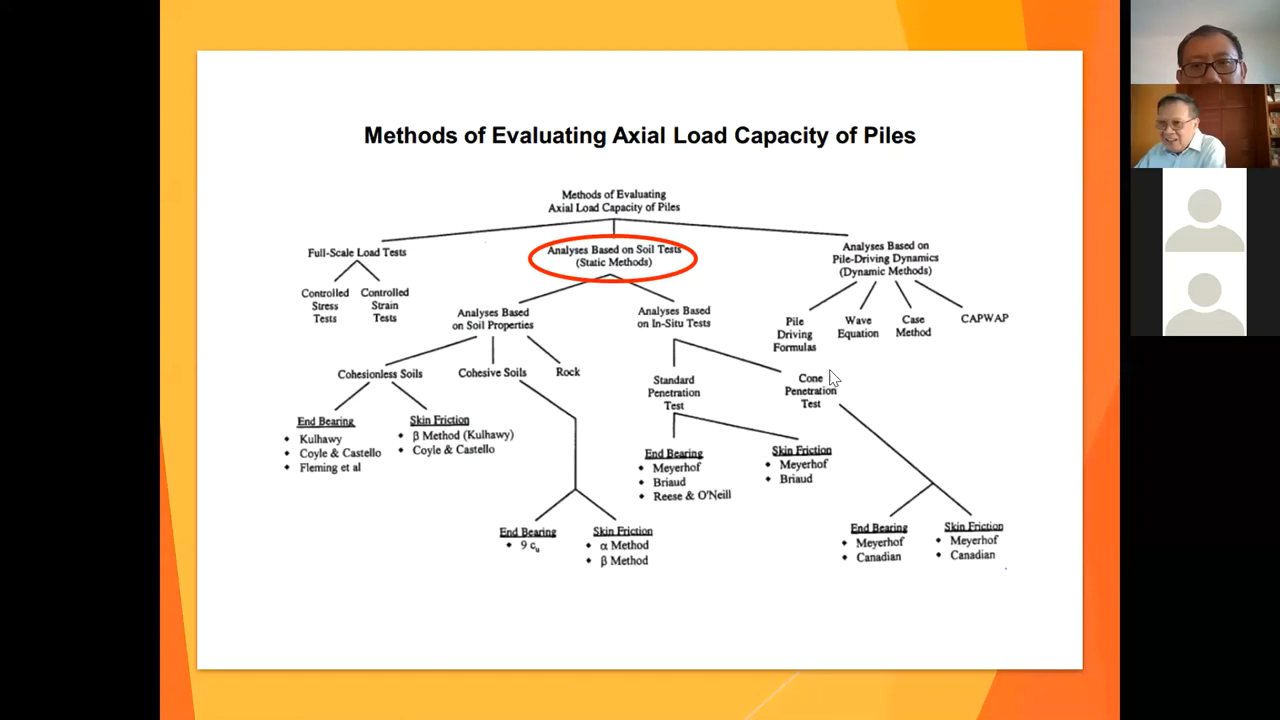 Methods of Evaluating Axial Load Capacity of Piles
Methods of Evaluating
Axial Load Capacity of Piles
Full-Scale Load Tests
Controlled
Stress
Tests
Controlled
Strain
Tests
Analyses Based on Soil Tests
(Static Methods)
Analyses Based on
Pile-Driving Dynamics
(Dynamic Methods)
Analyses Based
on Soil Properties
Analyses Based
on In-Situ Tests
Pile
Driving
Formulas
Wave
Equation
Case
Method
CAPWAP
Cohesionless Soils
Cohesive Soils
Rock
Standard
Penetration
Test
Cone
Penetration
Test
End Bearing
• Kulhawy
• Coyle & Castello
• Fleming et al
Skin Friction
• β Method (Kulhawy)
• Coyle & Castello
End Bearing
• Meyerhof
• Briaud
• Reese & O'Neill
Skin Friction
• Meyerhof
• Briaud
End Bearing
• 9 cu
Skin Friction
• α Method
• β Method
End Bearing
• Meyerhof
• Canadian
Skin Friction
• Meyerhof
• Canadian